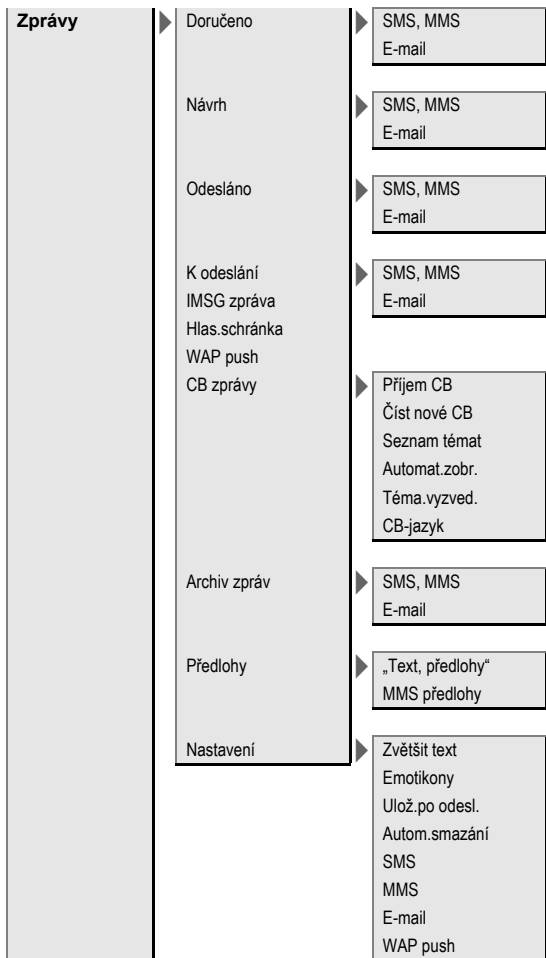 Zprávy
Doručeno
SMS, MMS
E-mail
Návrh
SMS, MMS
E-mail
Odesláno
SMS, MMS
E-mail
K odeslání
SMS, MMS
E-mail
IMSG zpráva
Hlas.schránka
WAP push
CB zprávy
Příjem CB
Číst nové CB
Seznam témat
Automat.zobr.
Téma.vyzved.
CB-jazyk
Archiv zpráv
SMS, MMS
E-mail
Předlohy
„Text, předlohy“
MMS předlohy
Nastavení
Zvětšit text
Emotikony
Ulož.po odesl.
Autom.smazání
SMS
MMS
E-mail
WAP push